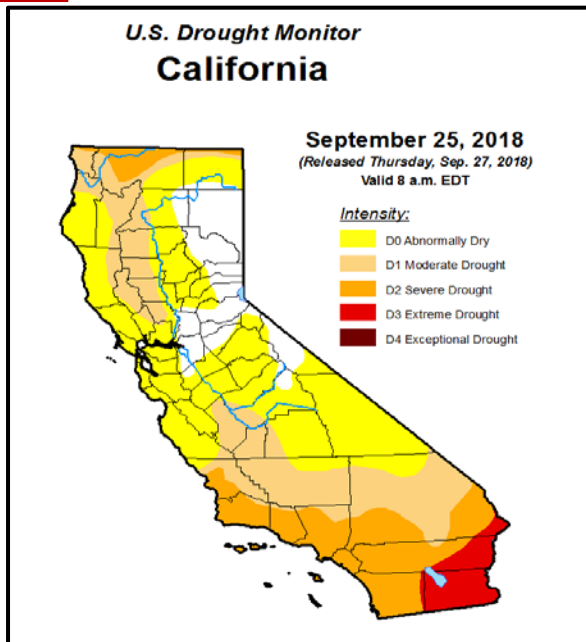 U.S. Drought Monitor
California
September 25, 2018
(Released Thursday, Sep. 27, 2018)
Valid 8 a.m. EDT
Intensity:
D0 Abnormally Dry
D1 Moderate Drought
D2 Severe Drought
D3 Extreme Drought
D4 Exceptional Drought